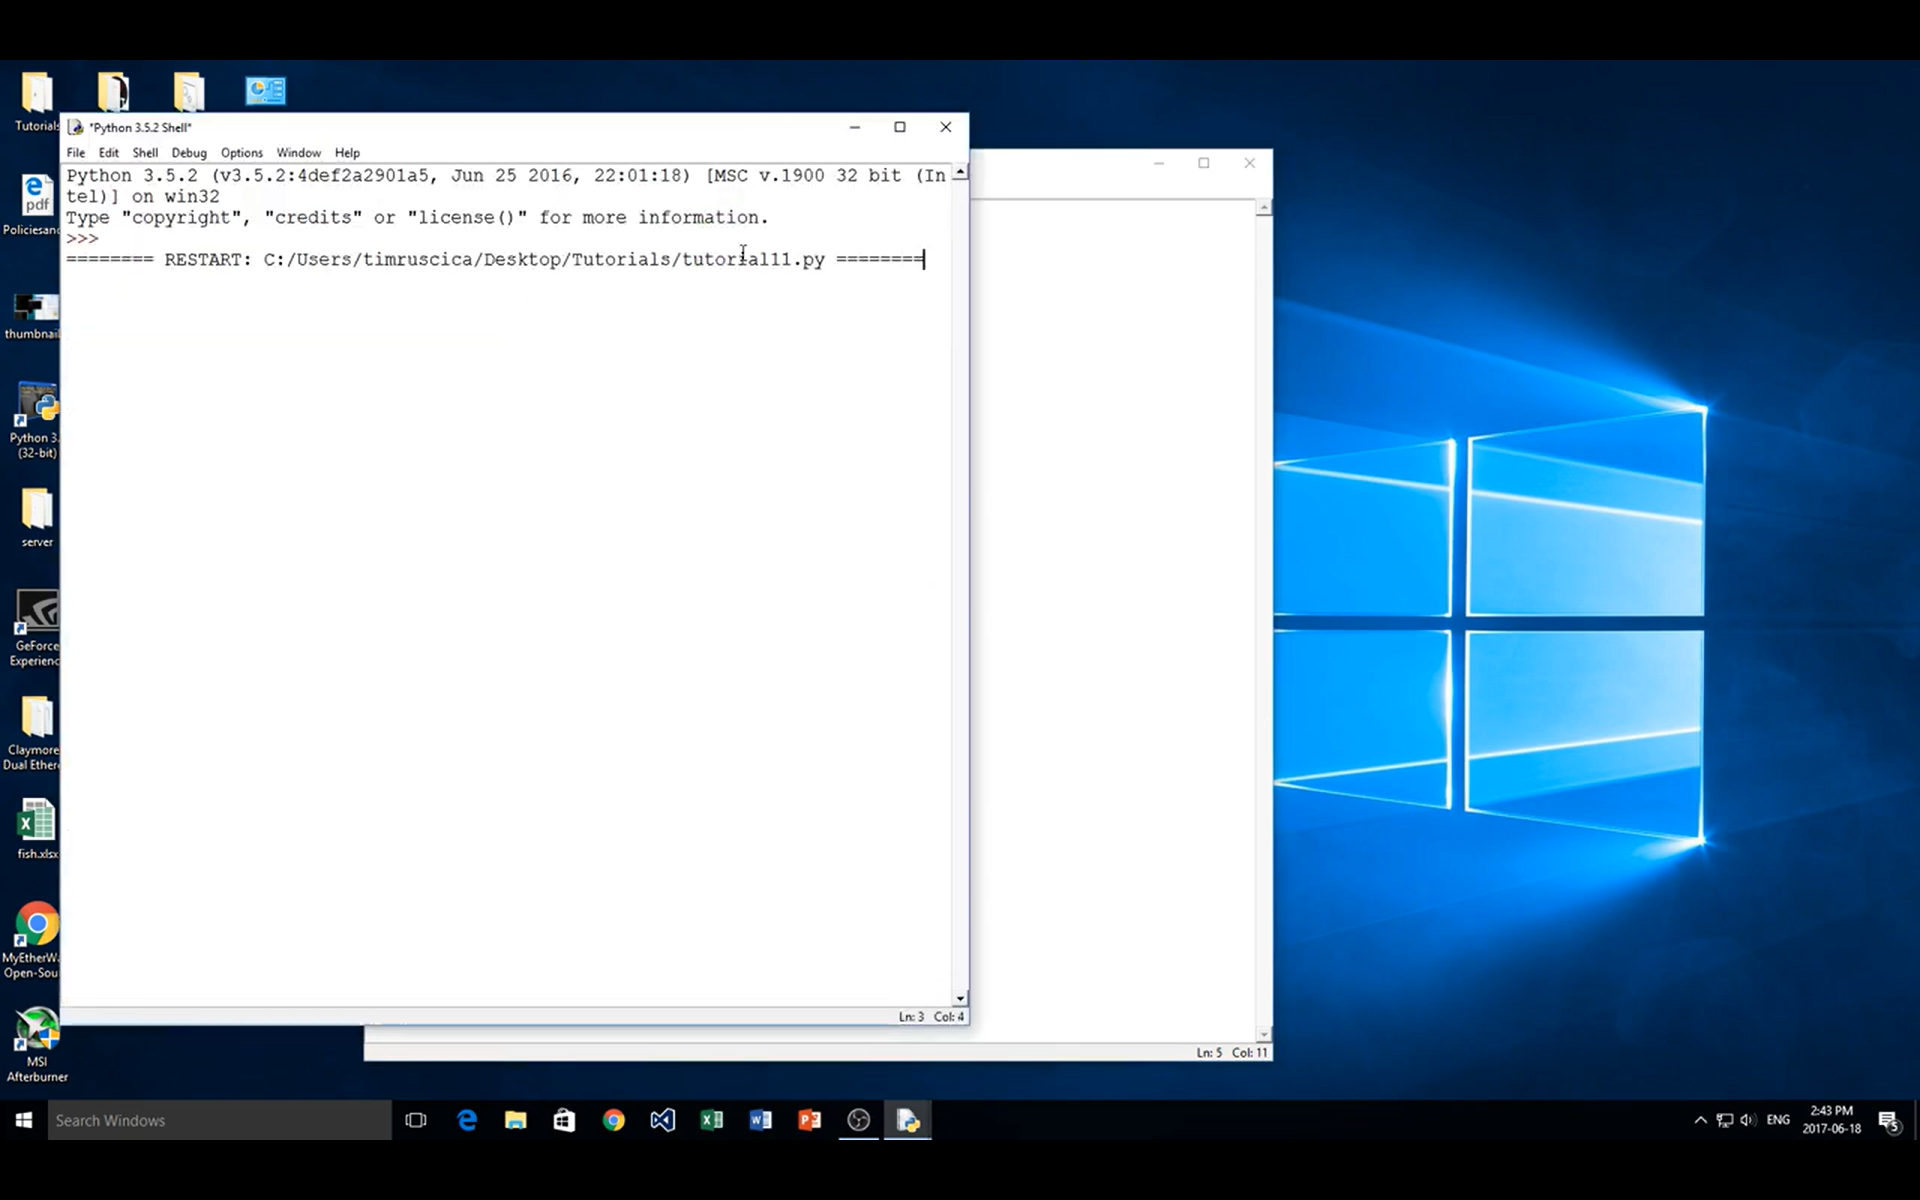 Tutorials
Policiesan
thumbnail
Python 3.
(32-bit)
server
GeForce
Experienc
Claymore
Dual Ether
fish.xlsx
MyEtherW
Open-Sou
MSI
Afterburner
*Python 3.5.2 Shell*
File Edit Shell Debug Options Window Help
Python 3.5.2 (v3.5.2:4def2a2901a5, Jun 25 2016, 22:01:18) [MSC v.1900 32 bit (In
tel)] on win32
Type "copyright", "credits" or "license()" for more information.
>>>
======== RESTART: C:/Users/timruscica/Desktop/Tutorials/tutorial11.py ========
Ln: 3 Col: 4
Ln: 5 Col: 11
Search Windows
ENG
2:43 PM
2017-06-18
5
pdf